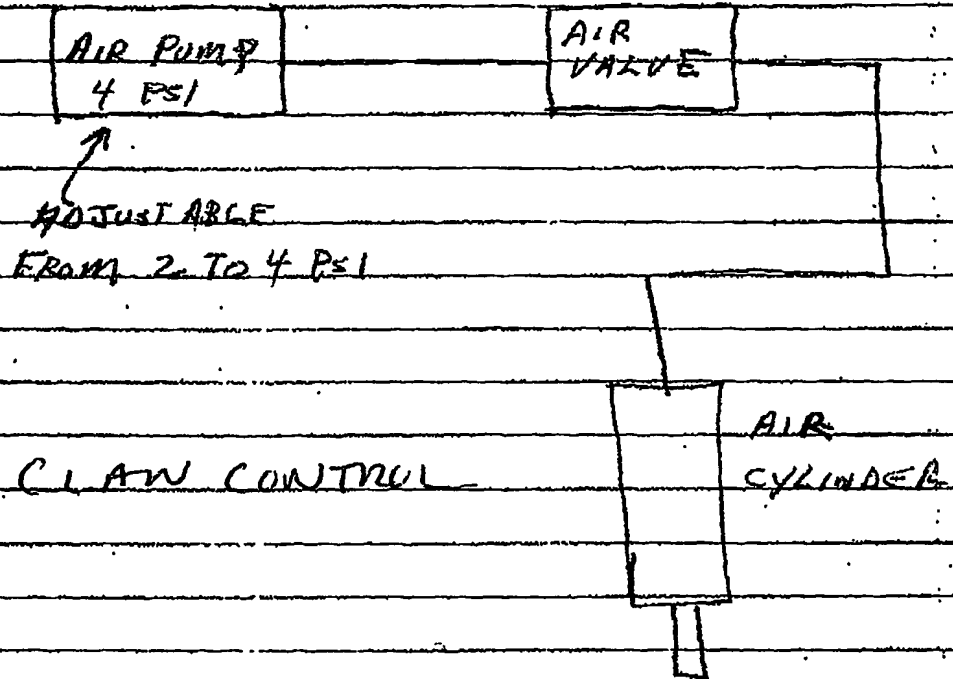 AIR PUMP
4 PSI
AIR
VALVE
ADJUSTABLE
FROM 2 TO 4 PSI
CLAW CONTROL
AIR
CYLINDER